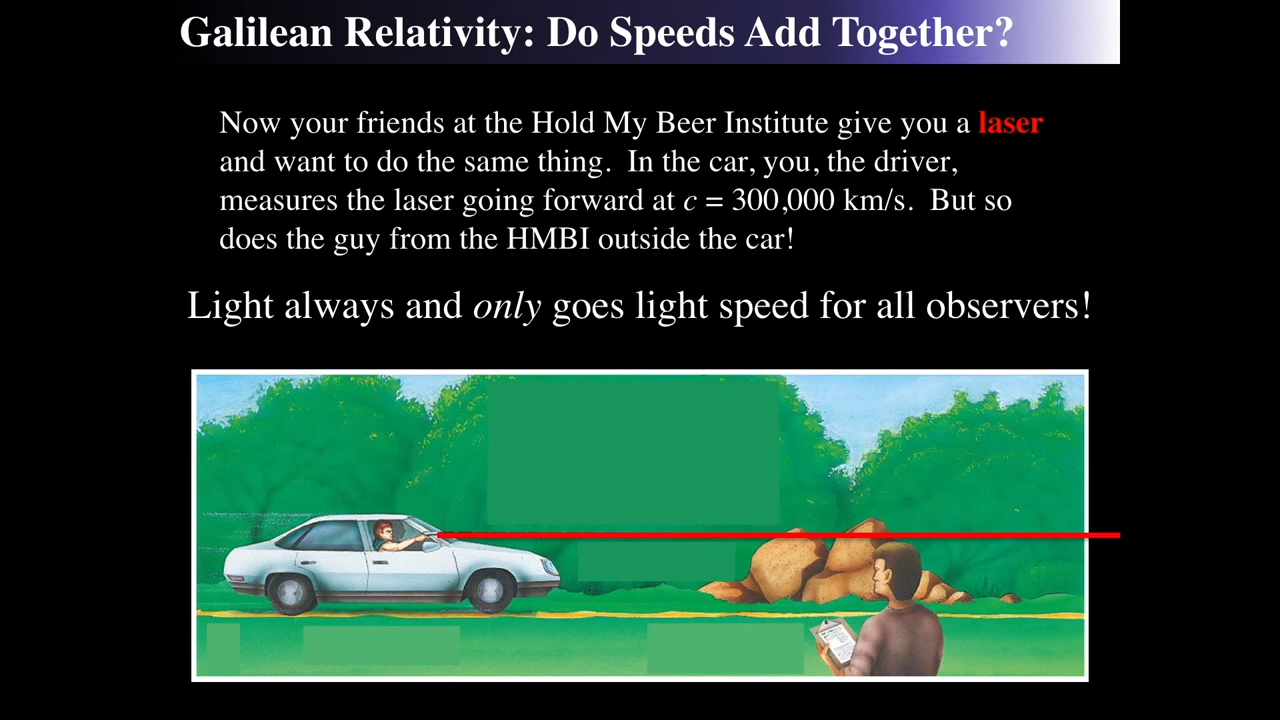 Galilean Relativity: Do Speeds Add Together?
Now your friends at the Hold My Beer Institute give you a laser
and want to do the same thing.  In the car, you, the driver,
measures the laser going forward at c = 300,000 km/s.  But so
does the guy from the HMBI outside the car!
Light always and only goes light speed for all observers!